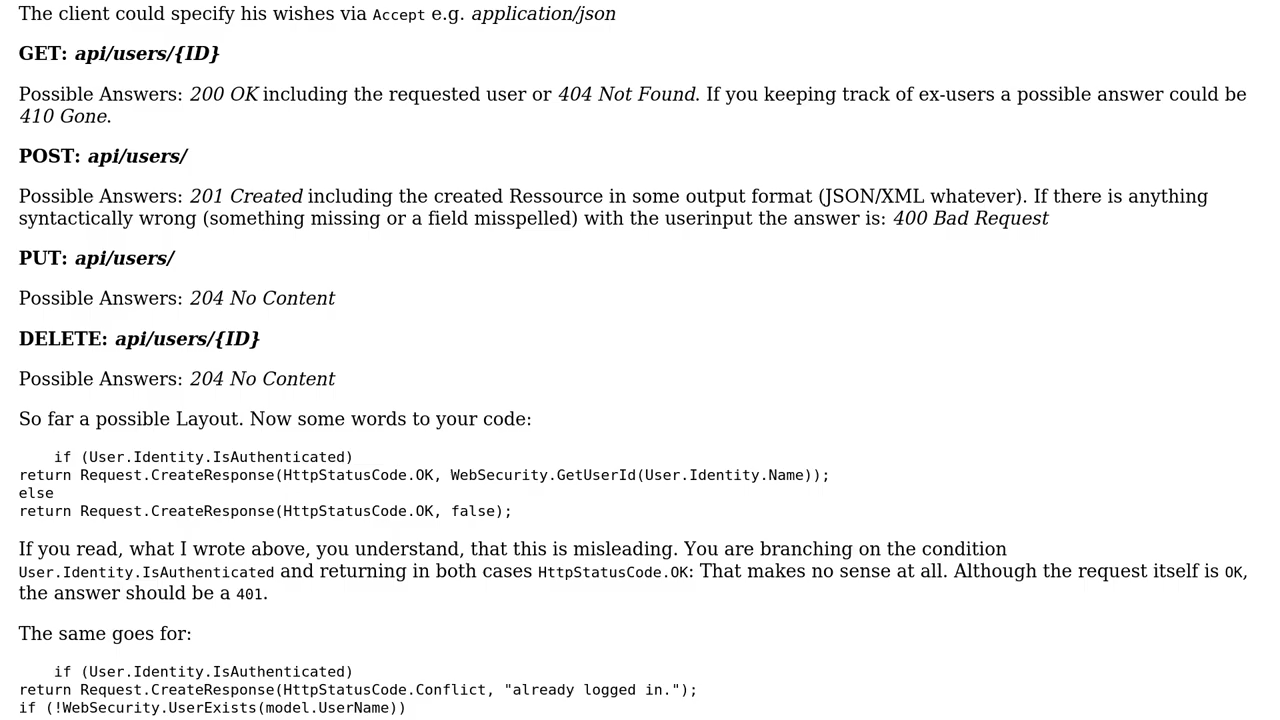 The client could specify his wishes via Accept e.g. application/json
GET: api/users/{ID}
Possible Answers: 200 OK including the requested user or 404 Not Found. If you keeping track of ex-users a possible answer could be
410 Gone.
POST: api/users/
Possible Answers: 201 Created including the created Ressource in some output format (JSON/XML whatever). If there is anything
syntactically wrong (something missing or a field misspelled) with the userinput the answer is: 400 Bad Request
PUT: api/users/
Possible Answers: 204 No Content
DELETE: api/users/{ID}
Possible Answers: 204 No Content
So far a possible Layout. Now some words to your code:
    if (User.Identity.IsAuthenticated)
return Request.CreateResponse(HttpStatusCode.OK, WebSecurity.GetUserId(User.Identity.Name));
else
return Request.CreateResponse(HttpStatusCode.OK, false);
If you read, what I wrote above, you understand, that this is misleading. You are branching on the condition
User.Identity.IsAuthenticated and returning in both cases HttpStatusCode.OK: That makes no sense at all. Although the request itself is OK,
the answer should be a 401.
The same goes for:
    if (User.Identity.IsAuthenticated)
return Request.CreateResponse(HttpStatusCode.Conflict, "already logged in.");
if (!WebSecurity.UserExists(model.UserName))